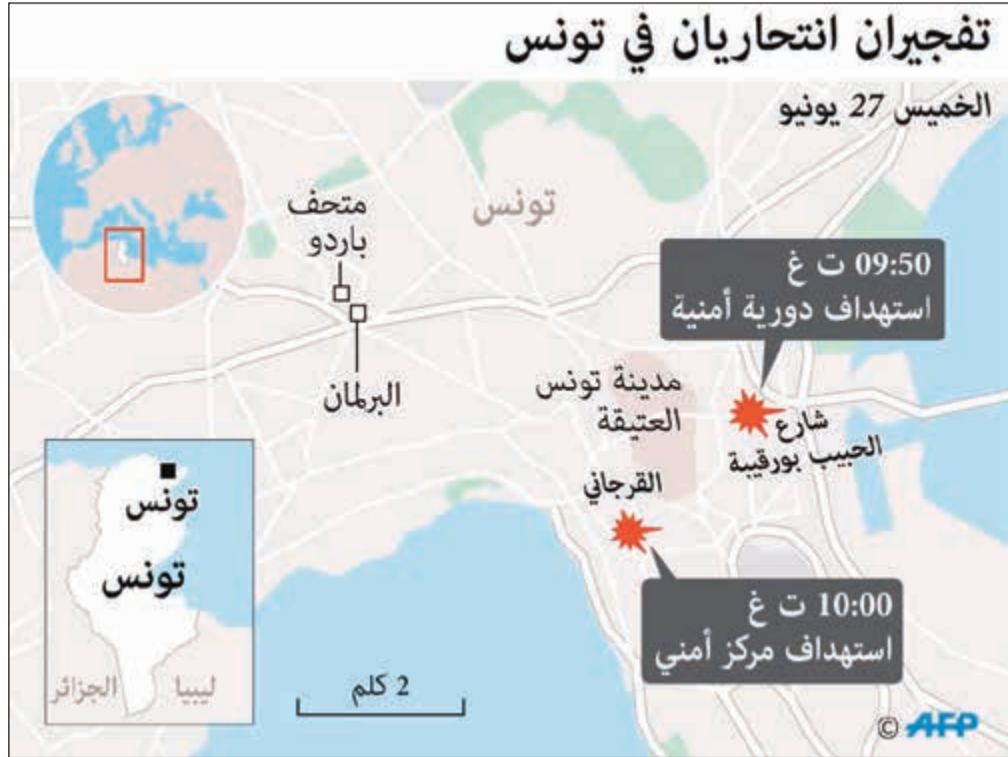 تفجيران انتحاريان في تونس
الخميس 27 يونيو
تونس
متحف
باردو
البرلمان
09:50 ت غ
استهداف دورية أمنية
مدينة تونس
العتيقة
شارع
الحبيب بورقيبة
القرجاني
10:00 ت غ
استهداف مركز أمني
تونس
تونس
الجزائر
ليبيا
2 كلم
© AFP